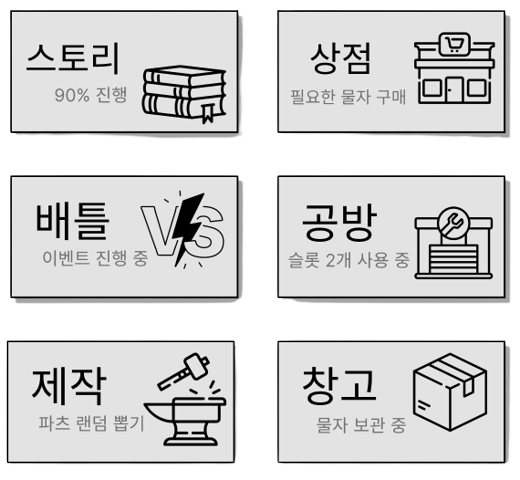 스토리
90% 진행
상점
필요한 물자 구매
배틀
이벤트 진행 중
VS
공방
슬롯 2개 사용 중
제작
파츠 랜덤 뽑기
창고
물자 보관 중